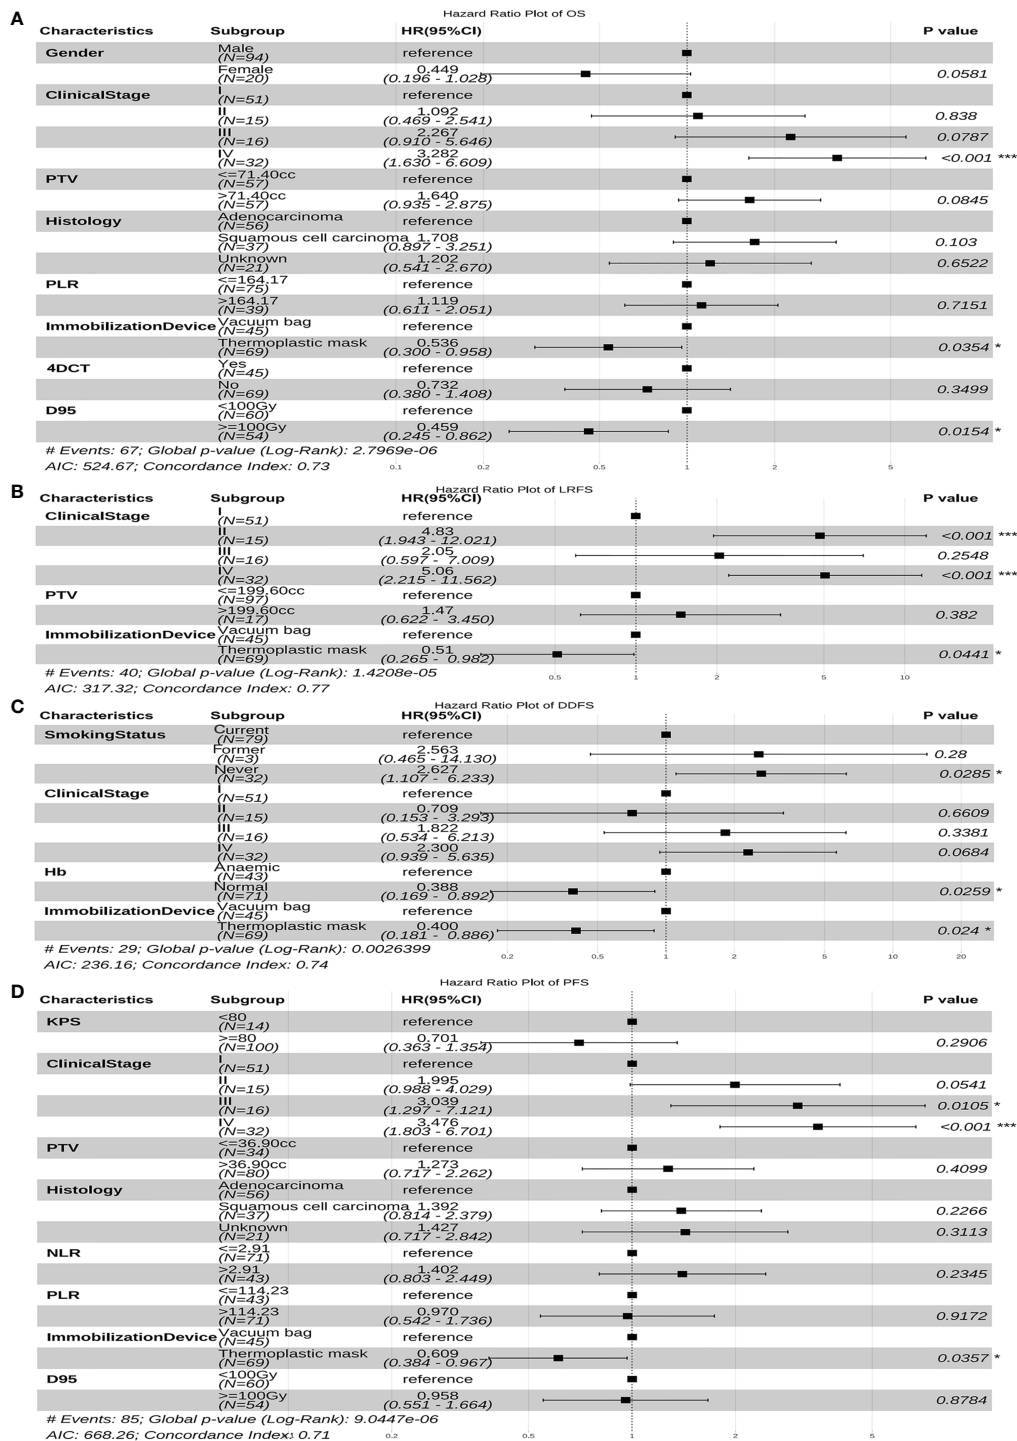 A
Hazard Ratio Plot of OS
Characteristics Subgroup HR(95%CI) P value
Gender Male (N=94) reference
Female (N=20) 0.449 (0.196 - 1.028) 0.0581
ClinicalStage I (N=51) reference
II (N=15) 1.092 (0.469 - 2.541) 0.838
III (N=16) 2.267 (0.910 - 5.646) 0.0787
IV (N=32) 3.282 (1.630 - 6.609) <0.001 ***
PTV <=71.40cc (N=57) reference
>71.40cc (N=57) 1.640 (0.935 - 2.875) 0.0845
Histology Adenocarcinoma (N=56) reference
Squamous cell carcinoma (N=37) 1.708 (0.897 - 3.251) 0.103
Unknown (N=21) 1.202 (0.541 - 2.670) 0.6522
PLR <=164.17 (N=75) reference
>164.17 (N=39) 1.119 (0.611 - 2.051) 0.7151
ImmobilizationDevice Vacuum bag (N=45) reference
Thermoplastic mask (N=69) 0.536 (0.300 - 0.958) 0.0354 *
4DCT Yes (N=45) reference
No (N=69) 0.732 (0.380 - 1.408) 0.3499
D95 <100Gy (N=60) reference
>=100Gy (N=54) 0.459 (0.245 - 0.862) 0.0154 *
# Events: 67; Global p-value (Log-Rank): 2.7969e-06
AIC: 524.67; Concordance Index: 0.73
0.1 0.2 0.5 1 2 5
B
Hazard Ratio Plot of LRFS
Characteristics Subgroup HR(95%CI) P value
ClinicalStage I (N=51) reference
II (N=15) 4.83 (1.943 - 12.021) <0.001 ***
III (N=16) 2.05 (0.597 - 7.009) 0.2548
IV (N=32) 5.06 (2.215 - 11.562) <0.001 ***
PTV <=199.60cc (N=97) reference
>199.60cc (N=17) 1.47 (0.622 - 3.450) 0.382
ImmobilizationDevice Vacuum bag (N=45) reference
Thermoplastic mask (N=69) 0.51 (0.265 - 0.982) 0.0441 *
# Events: 40; Global p-value (Log-Rank): 1.4208e-05
AIC: 317.32; Concordance Index: 0.77
0.5 1 2 5 10
C
Hazard Ratio Plot of DDFS
Characteristics Subgroup HR(95%CI) P value
SmokingStatus Current (N=79) reference
Former (N=3) 2.563 (0.465 - 14.130) 0.28
Never (N=32) 2.627 (1.107 - 6.233) 0.0285 *
ClinicalStage I (N=51) reference
II (N=15) 0.709 (0.153 - 3.293) 0.6609
III (N=16) 1.822 (0.534 - 6.213) 0.3381
IV (N=32) 2.300 (0.939 - 5.635) 0.0684
Hb Anaemic (N=43) reference
Normal (N=71) 0.388 (0.169 - 0.892) 0.0259 *
ImmobilizationDevice Vacuum bag (N=45) reference
Thermoplastic mask (N=69) 0.400 (0.181 - 0.886) 0.024 *
# Events: 29; Global p-value (Log-Rank): 0.0026399
AIC: 236.16; Concordance Index: 0.74
0.2 0.5 1 2 5 10 20
D
Hazard Ratio Plot of PFS
Characteristics Subgroup HR(95%CI) P value
KPS <80 (N=14) reference
>=80 (N=100) 0.701 (0.363 - 1.354) 0.2906
ClinicalStage I (N=51) reference
II (N=15) 1.995 (0.988 - 4.029) 0.0541
III (N=16) 3.039 (1.297 - 7.121) 0.0105 *
IV (N=32) 3.476 (1.803 - 6.701) <0.001 ***
PTV <=36.90cc (N=34) reference
>36.90cc (N=80) 1.273 (0.717 - 2.262) 0.4099
Histology Adenocarcinoma (N=56) reference
Squamous cell carcinoma (N=37) 1.392 (0.814 - 2.379) 0.2266
Unknown (N=21) 1.427 (0.717 - 2.842) 0.3113
NLR <=2.91 (N=71) reference
>2.91 (N=43) 1.402 (0.803 - 2.449) 0.2345
PLR <=114.23 (N=43) reference
>114.23 (N=71) 0.970 (0.542 - 1.736) 0.9172
ImmobilizationDevice Vacuum bag (N=45) reference
Thermoplastic mask (N=69) 0.609 (0.384 - 0.967) 0.0357 *
D95 <100Gy (N=60) reference
>=100Gy (N=54) 0.958 (0.551 - 1.664) 0.8784
# Events: 85; Global p-value (Log-Rank): 9.0447e-06
AIC: 668.26; Concordance Index: 0.71
0.2 0.5 1 2 5